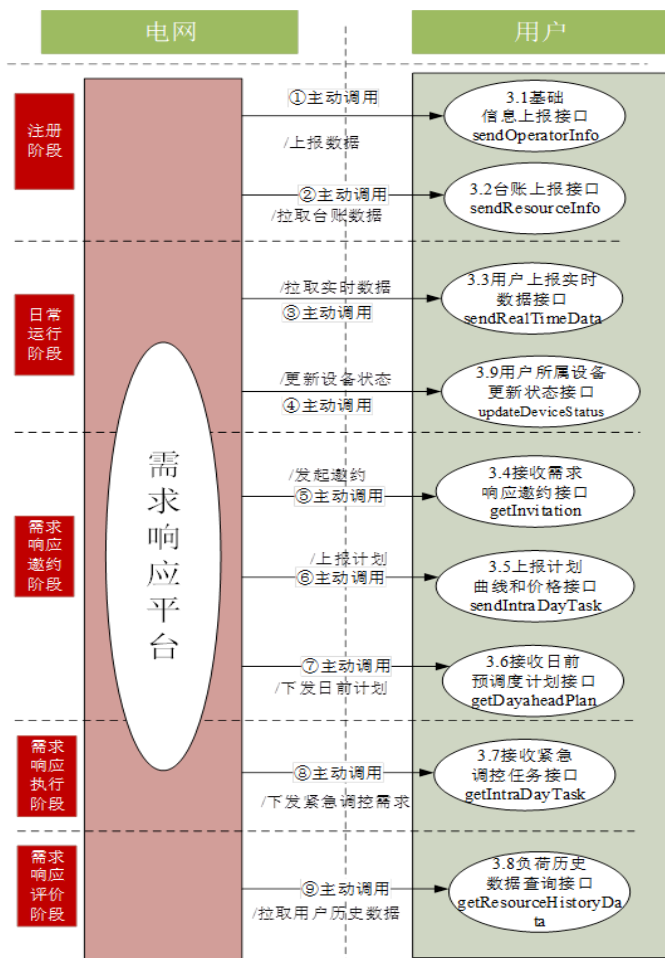 电网
用户
注册
阶段
①主动调用
/上报数据
3.1基础
信息上报接口
sendOperatorInfo
②主动调用
/拉取台账数据
3.2台账上报接口
sendResourceInfo
日常
运行
阶段
/拉取实时数据
③主动调用
3.3用户上报实时
数据接口
sendRealTimeData
/更新设备状态
④主动调用
3.9用户所属设备
更新状态接口
updateDeviceStatus
需求响应平台
需求
响应
邀约
阶段
/发起邀约
⑤主动调用
3.4接收需求
响应邀约接口
getInvitation
/上报计划
⑥主动调用
3.5上报计划
曲线和价格接口
sendIntraDayTask
⑦主动调用
/下发日前计划
3.6接收日前
预调度计划接口
getDayaheadPlan
需求
响应
执行
阶段
⑧主动调用
/下发紧急调控需求
3.7接收紧急
调控任务接口
getIntraDayTask
需求
响应
评价
阶段
⑨主动调用
/拉取用户历史数据
3.8负荷历史
数据查询接口
getResourceHistoryDa
ta